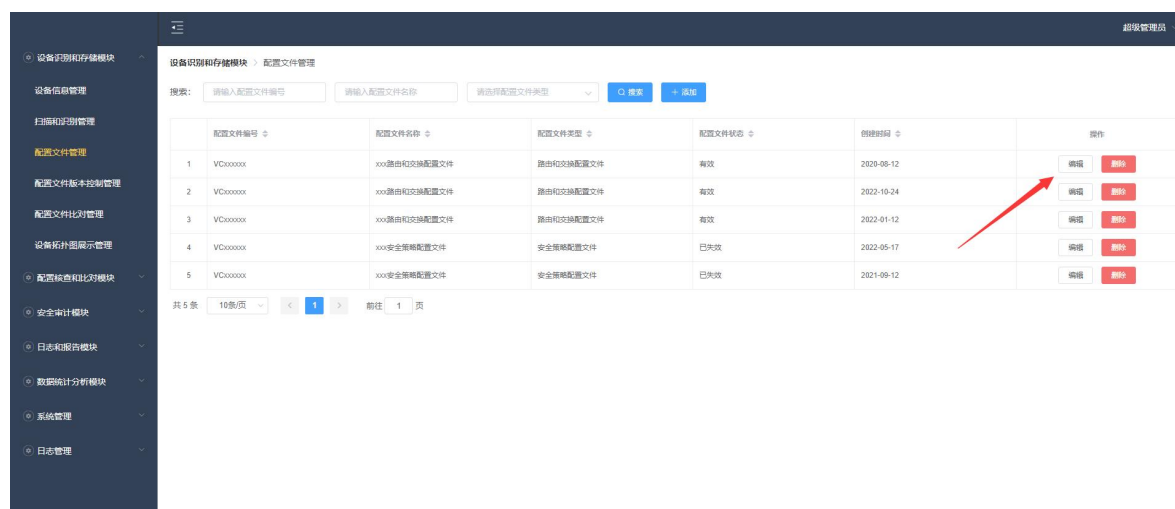 超级管理员
设备识别和存储模块
设备信息管理
扫描和识别管理
配置文件管理
配置文件版本控制管理
配置文件比对管理
设备拓扑图展示管理
配置核查和比对模块
安全审计模块
日志和报告模块
数据统计分析模块
系统管理
日志管理
设备识别和存储模块 > 配置文件管理
搜索: 请输入配置文件编号 请输入配置文件名称 请选择配置文件类型 搜索 + 添加
配置文件编号 配置文件名称 配置文件类型 配置文件状态 创建时间 操作
1 VCxxxxxx xxx路由和交换配置文件 路由和交换配置文件 有效 2020-08-12 编辑 删除
2 VCxxxxxx xxx路由和交换配置文件 路由和交换配置文件 有效 2022-10-24 编辑 删除
3 VCxxxxxx xxx路由和交换配置文件 路由和交换配置文件 有效 2022-01-12 编辑 删除
4 VCxxxxxx xxx安全策略配置文件 安全策略配置文件 已失效 2022-05-17 编辑 删除
5 VCxxxxxx xxx安全策略配置文件 安全策略配置文件 已失效 2021-09-12 编辑 删除
共 5 条 10条/页 < 1 > 前往 1 页